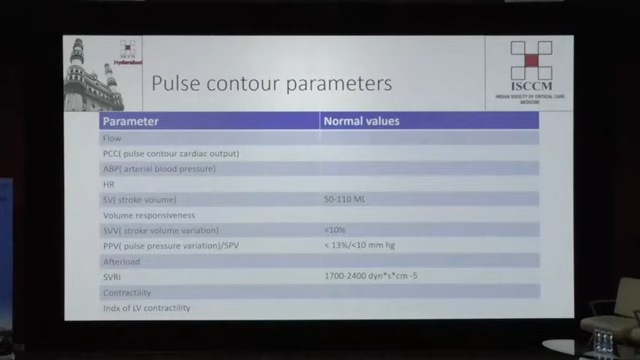 Hyderabad
Pulse contour parameters
ISCCM
INDIAN SOCIETY OF CRITICAL CARE
MEDICINE
Parameter Normal values
Flow
PCC( pulse contour cardiac output)
ABP( arterial blood pressure)
HR
SV( stroke volume) 50-110 ML
Volume responsiveness
SVV( stroke volume variation) <10%
PPV( pulse pressure variation)/SPV < 13%/<10 mm hg
Afterload
SVRI 1700-2400 dyn*s*cm -5
Contractility
Indx of LV contractility